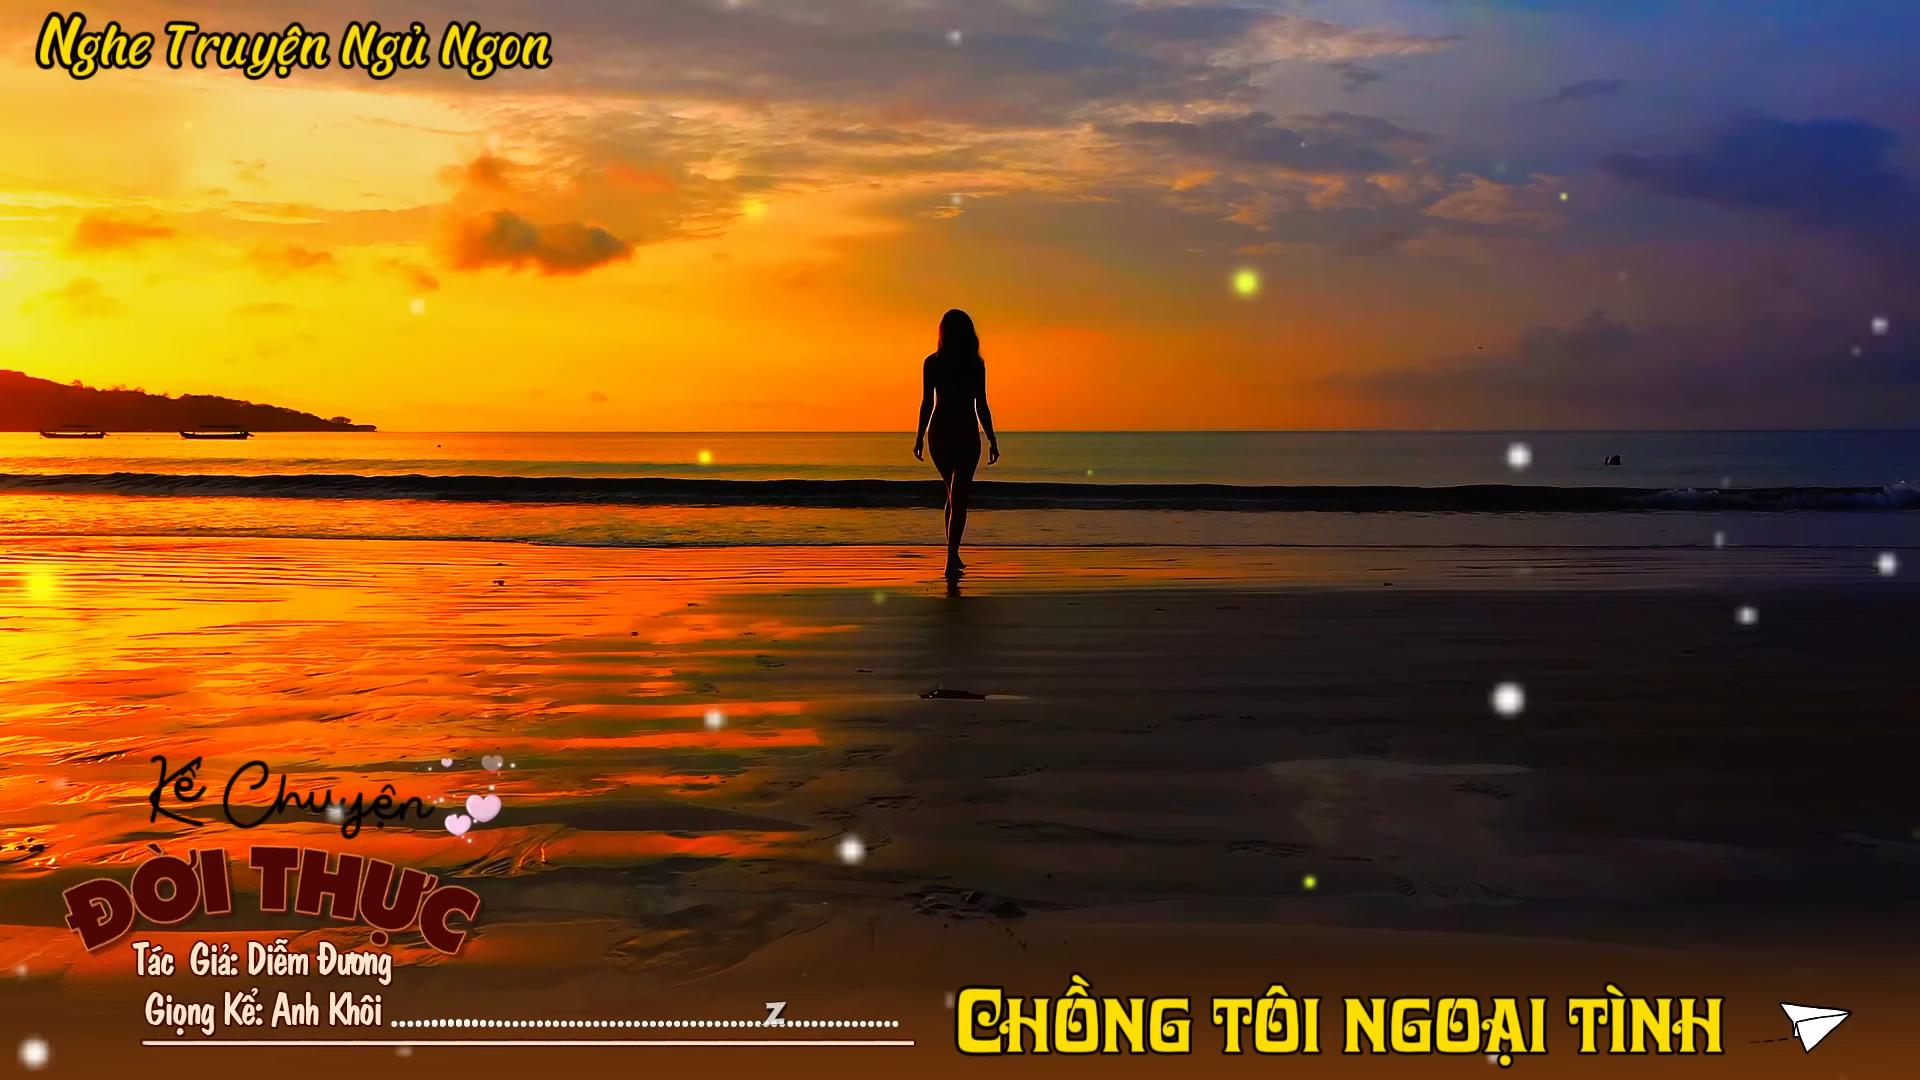 Nghe Truyện Ngủ Ngon
Kể Chuyện
ĐỜI THỰC
Tác Giả: Diễm Đương
Giọng Kể: Anh Khôi
z
CHỒNG TÔI NGOẠI TÌNH